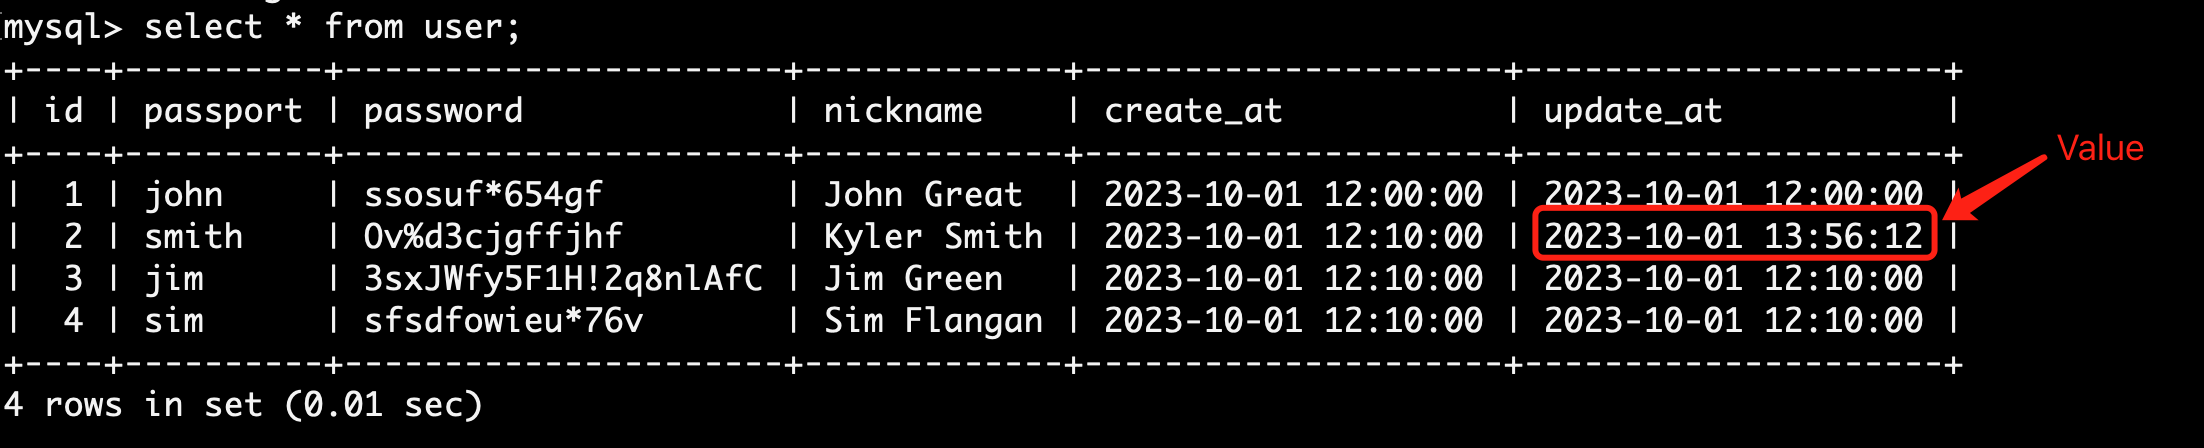 mysql> select * from user;
+----+----------+----------------------+-------------+---------------------+---------------------+
| id | passport | password             | nickname    | create_at           | update_at           |
+----+----------+----------------------+-------------+---------------------+---------------------+
Value
|  1 | john     | ssosuf*654gf         | John Great  | 2023-10-01 12:00:00 | 2023-10-01 12:00:00 |
|  2 | smith    | Ov%d3cjgffjhf        | Kyler Smith | 2023-10-01 12:10:00 | 2023-10-01 13:56:12 |
|  3 | jim      | 3sxJWfy5F1H!2q8nlAfC | Jim Green   | 2023-10-01 12:10:00 | 2023-10-01 12:10:00 |
|  4 | sim      | sfsdfowieu*76v       | Sim Flangan | 2023-10-01 12:10:00 | 2023-10-01 12:10:00 |
+----+----------+----------------------+-------------+---------------------+---------------------+
4 rows in set (0.01 sec)